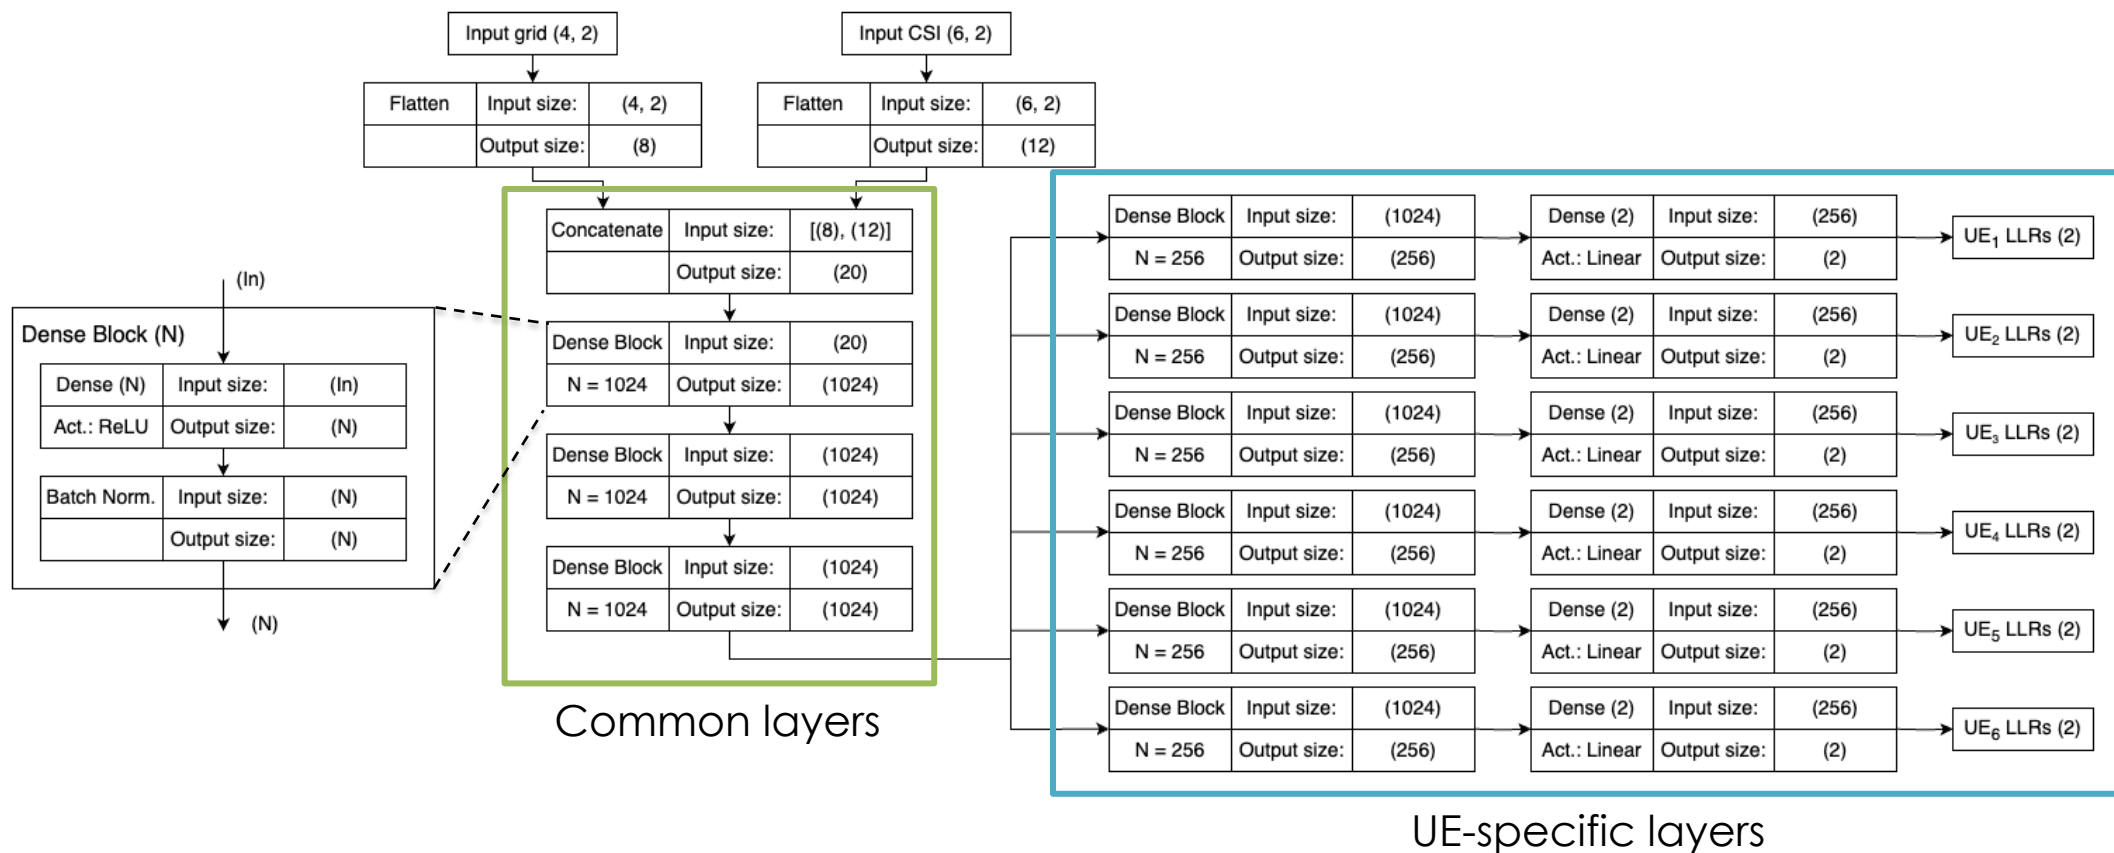 Input grid (4, 2)
Input CSI (6, 2)
Flatten Input size: (4, 2)
Output size: (8)
Flatten Input size: (6, 2)
Output size: (12)
Concatenate Input size: [(8), (12)]
Output size: (20)
Dense Block Input size: (20)
N = 1024 Output size: (1024)
Dense Block Input size: (1024)
N = 1024 Output size: (1024)
Dense Block Input size: (1024)
N = 1024 Output size: (1024)
Common layers
(In)
Dense Block (N)
Dense (N) Input size: (In)
Act.: ReLU Output size: (N)
Batch Norm. Input size: (N)
Output size: (N)
(N)
Dense Block Input size: (1024) Dense (2) Input size: (256)
N = 256 Output size: (256) Act.: Linear Output size: (2)
UE₁ LLRs (2)
Dense Block Input size: (1024) Dense (2) Input size: (256)
N = 256 Output size: (256) Act.: Linear Output size: (2)
UE₂ LLRs (2)
Dense Block Input size: (1024) Dense (2) Input size: (256)
N = 256 Output size: (256) Act.: Linear Output size: (2)
UE₃ LLRs (2)
Dense Block Input size: (1024) Dense (2) Input size: (256)
N = 256 Output size: (256) Act.: Linear Output size: (2)
UE₄ LLRs (2)
Dense Block Input size: (1024) Dense (2) Input size: (256)
N = 256 Output size: (256) Act.: Linear Output size: (2)
UE₅ LLRs (2)
Dense Block Input size: (1024) Dense (2) Input size: (256)
N = 256 Output size: (256) Act.: Linear Output size: (2)
UE₆ LLRs (2)
UE-specific layers